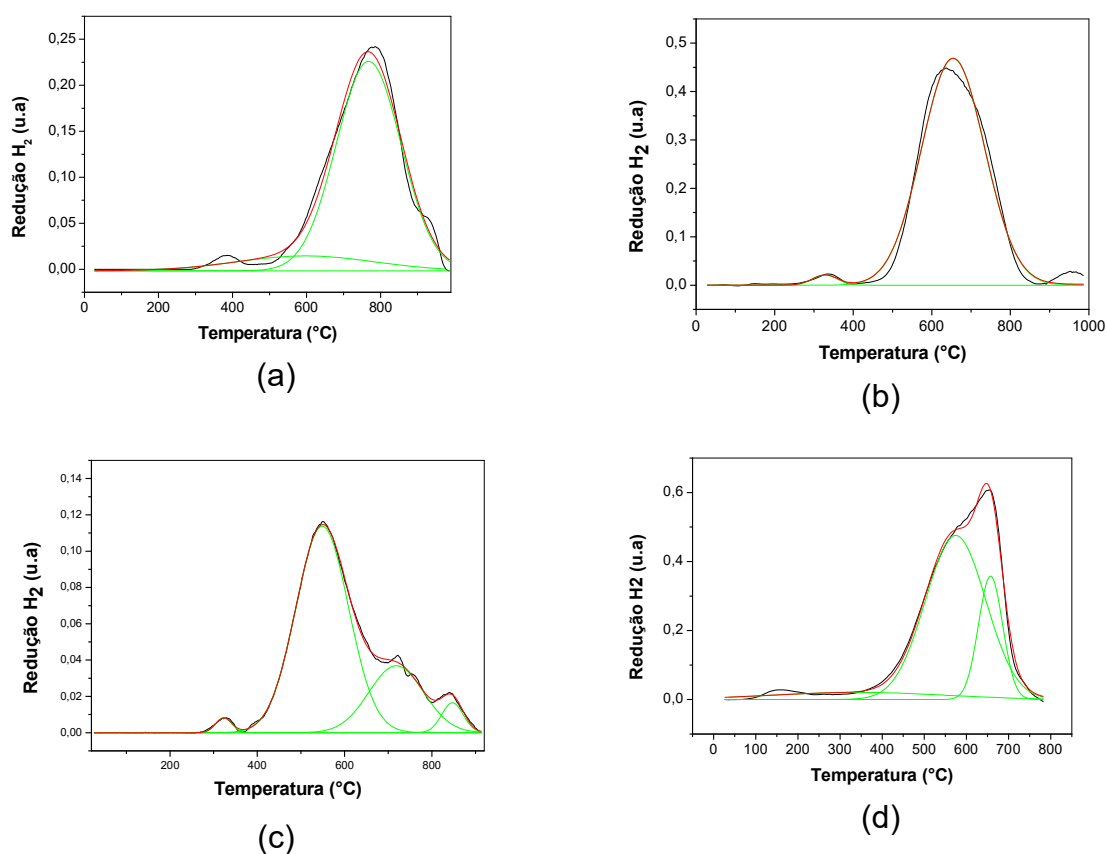 0,25
0,20
0,15
0,10
0,05
0,00
Redução H2 (u.a)
0 200 400 600 800
Temperatura (°C)
(a)
0,5
0,4
0,3
0,2
0,1
0,0
Redução H2 (u.a)
0 200 400 600 800 1000
Temperatura (°C)
(b)
0,14
0,12
0,10
0,08
0,06
0,04
0,02
0,00
Redução H2 (u.a)
200 400 600 800
Temperatura (°C)
(c)
0,6
0,4
0,2
0,0
Redução H2 (u.a)
0 100 200 300 400 500 600 700 800
Temperatura (°C)
(d)